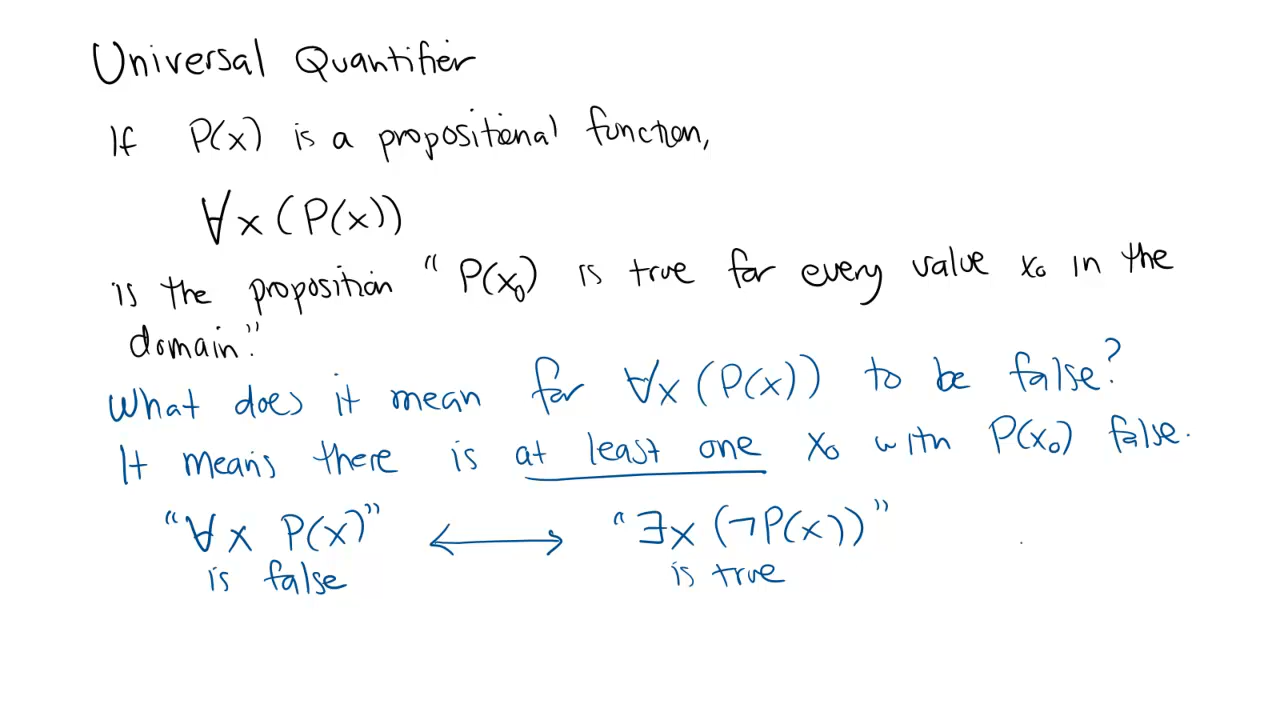 Universal Quantifier
If P(x) is a propositional function,
∀x (P(x))
is the proposition "P(x₀) is true for every value x₀ in the
domain."
What does it mean for ∀x (P(x)) to be false?
It means there is at least one x₀ with P(x₀) false.
"∀x P(x)" ⟷ "∃x (¬P(x))"
is false is true